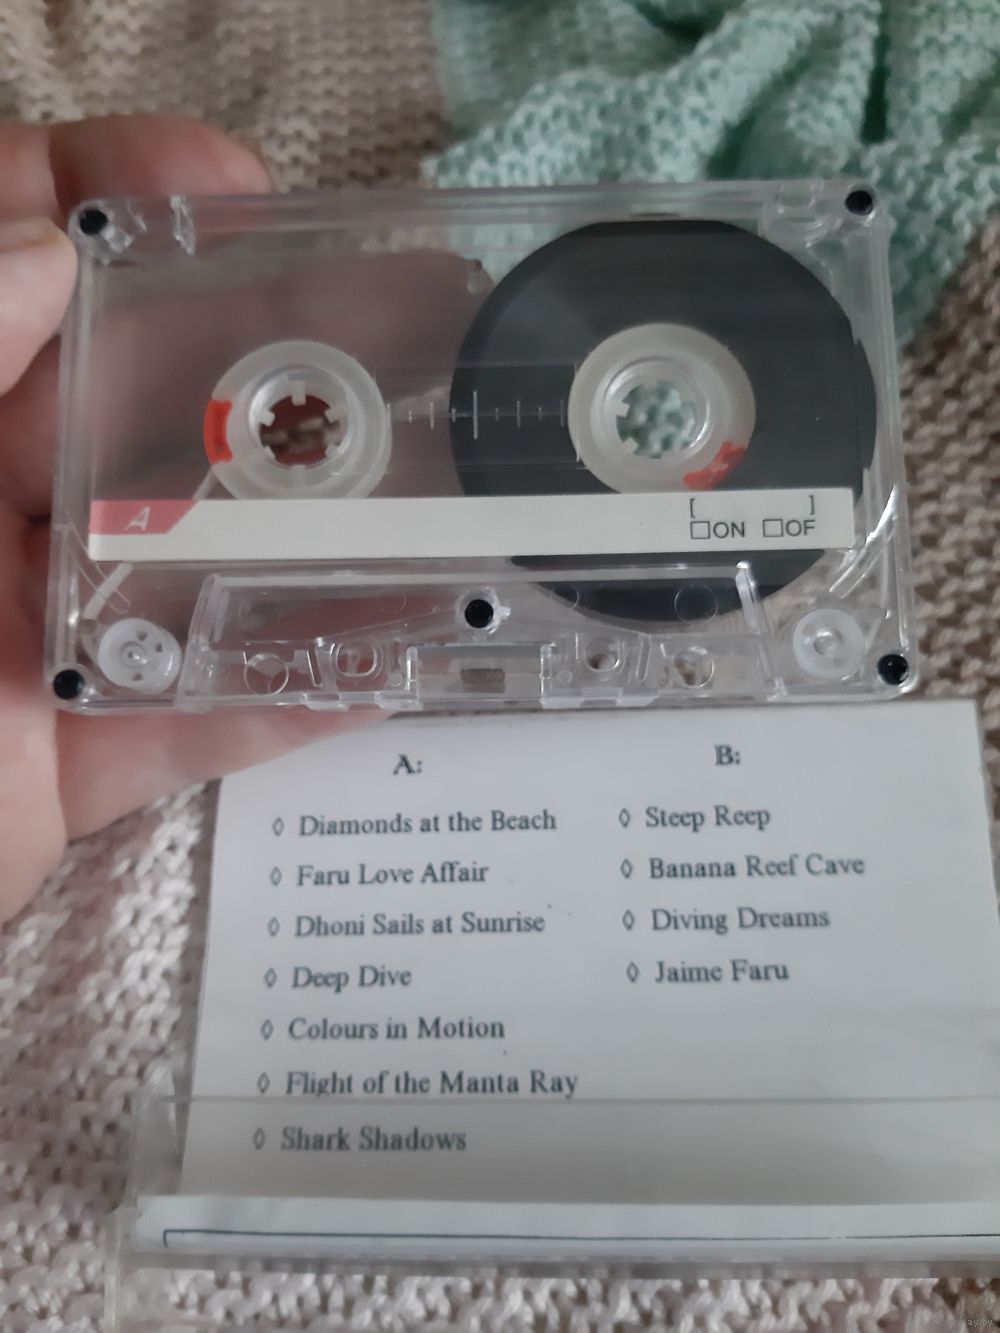 A
[ ]
□ON □OF
A:
◊ Diamonds at the Beach
◊ Faru Love Affair
◊ Dhoni Sails at Sunrise
◊ Deep Dive
◊ Colours in Motion
◊ Flight of the Manta Ray
◊ Shark Shadows
B:
◊ Steep Reep
◊ Banana Reef Cave
◊ Diving Dreams
◊ Jaime Faru